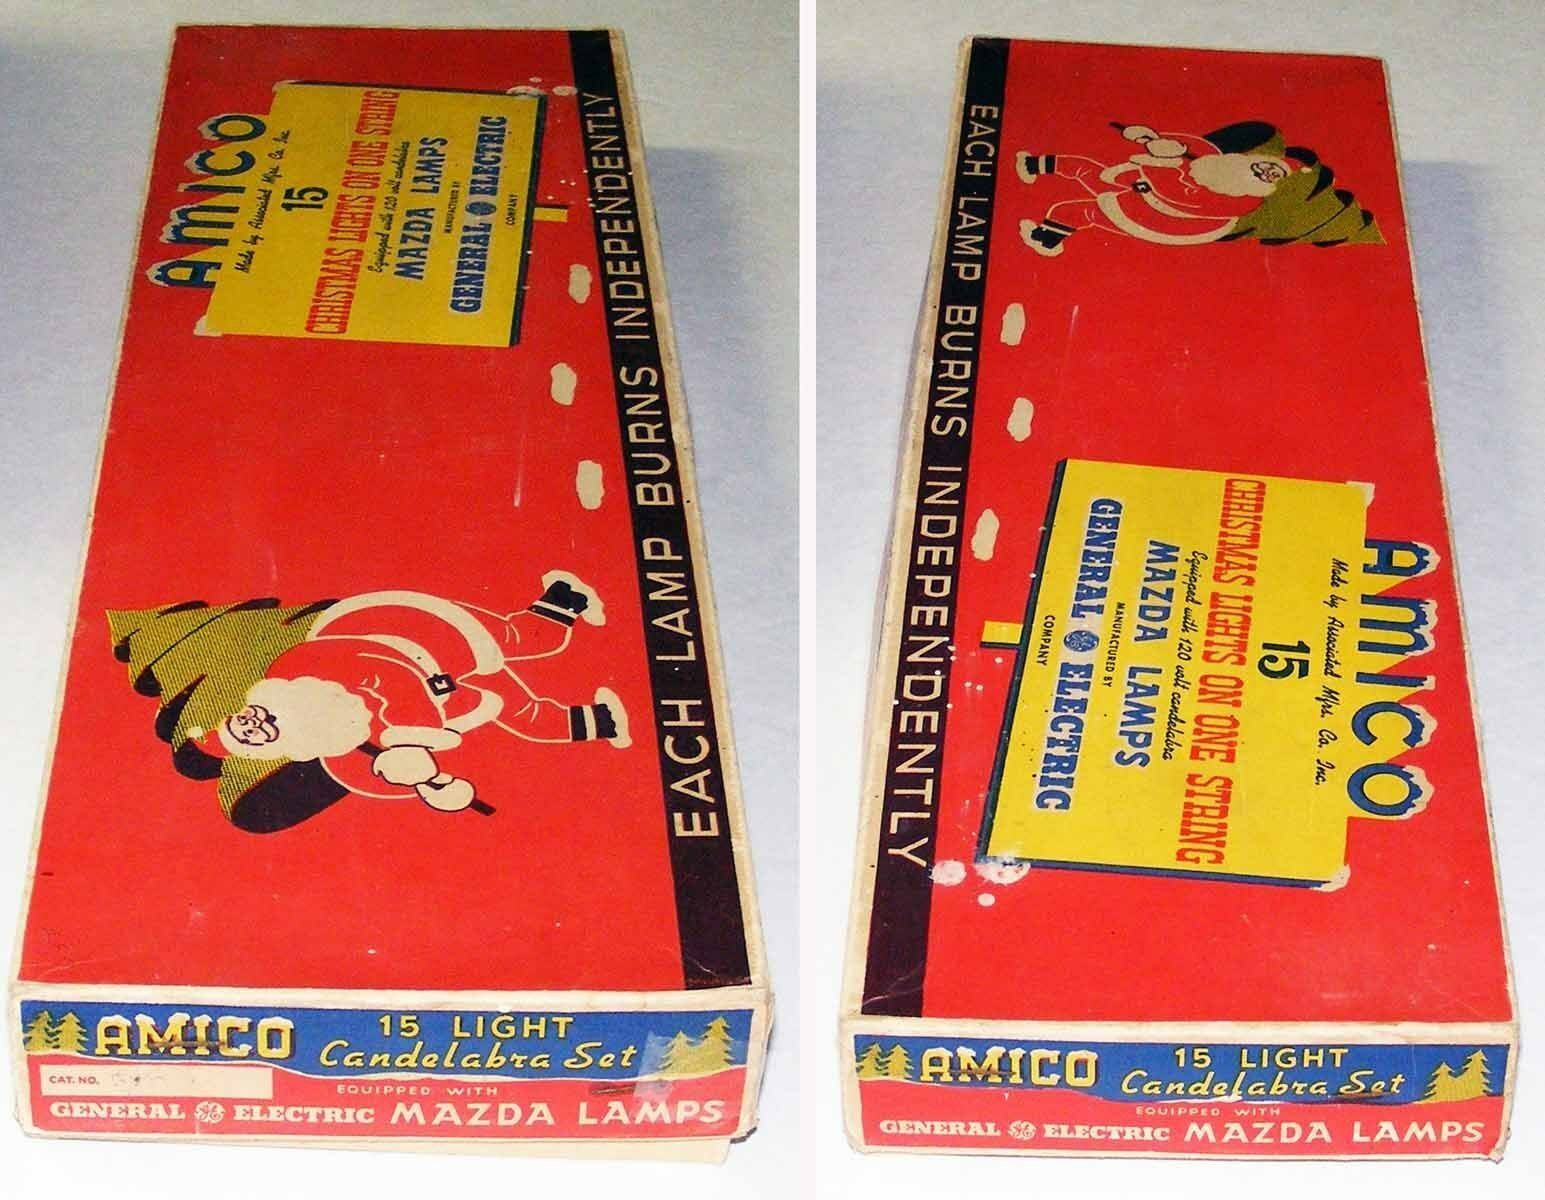 AMICO
Made by Associated Mfrs. Co. Inc.
15
CHRISTMAS LIGHTS ON ONE STRING
Equipped with 120 volt candelabra
MAZDA LAMPS
MANUFACTURED BY
GENERAL GE ELECTRIC
COMPANY
EACH LAMP BURNS INDEPENDENTLY
AMICO
15 LIGHT
Candelabra Set
CAT. NO.
EQUIPPED WITH
GENERAL GE ELECTRIC MAZDA LAMPS
EACH LAMP BURNS INDEPENDENTLY
AMICO
Made by Associated Mfrs. Co. Inc.
15
CHRISTMAS LIGHTS ON ONE STRING
Equipped with 120 volt candelabra
MAZDA LAMPS
MANUFACTURED BY
GENERAL GE ELECTRIC
COMPANY
AMICO
15 LIGHT
Candelabra Set
EQUIPPED WITH
GENERAL GE ELECTRIC MAZDA LAMPS